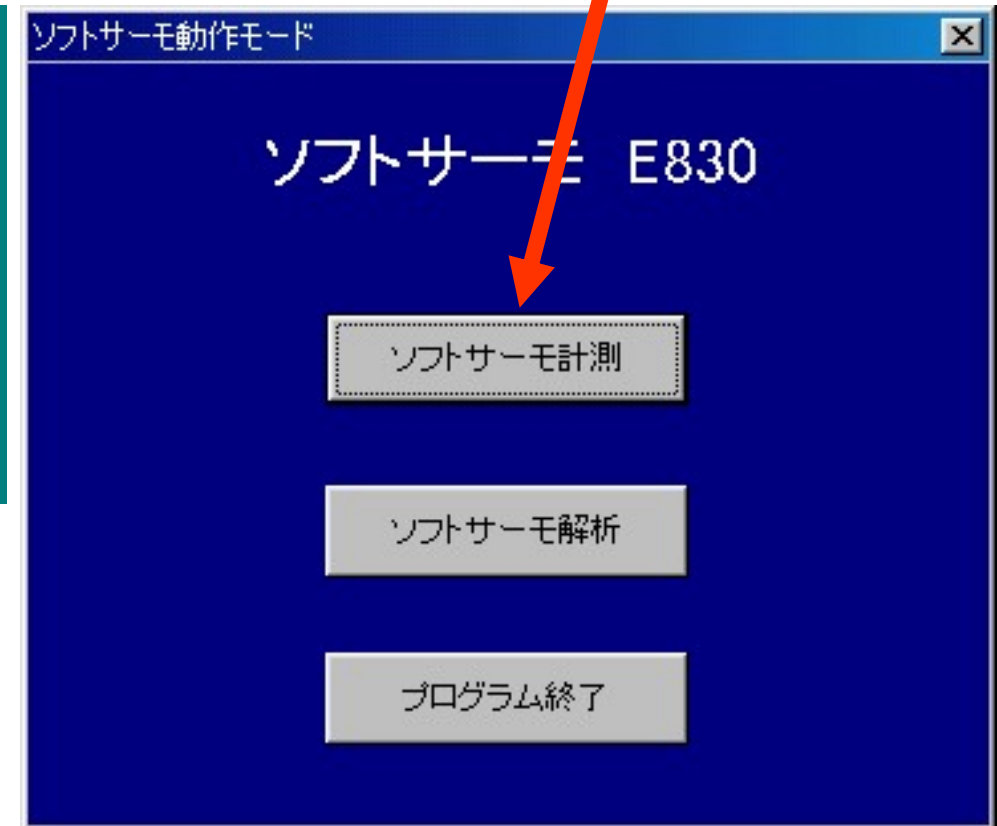 ソフトサーモ動作モード
ソフトサーモ E830
ソフトサーモ計測
ソフトサーモ解析
プログラム終了